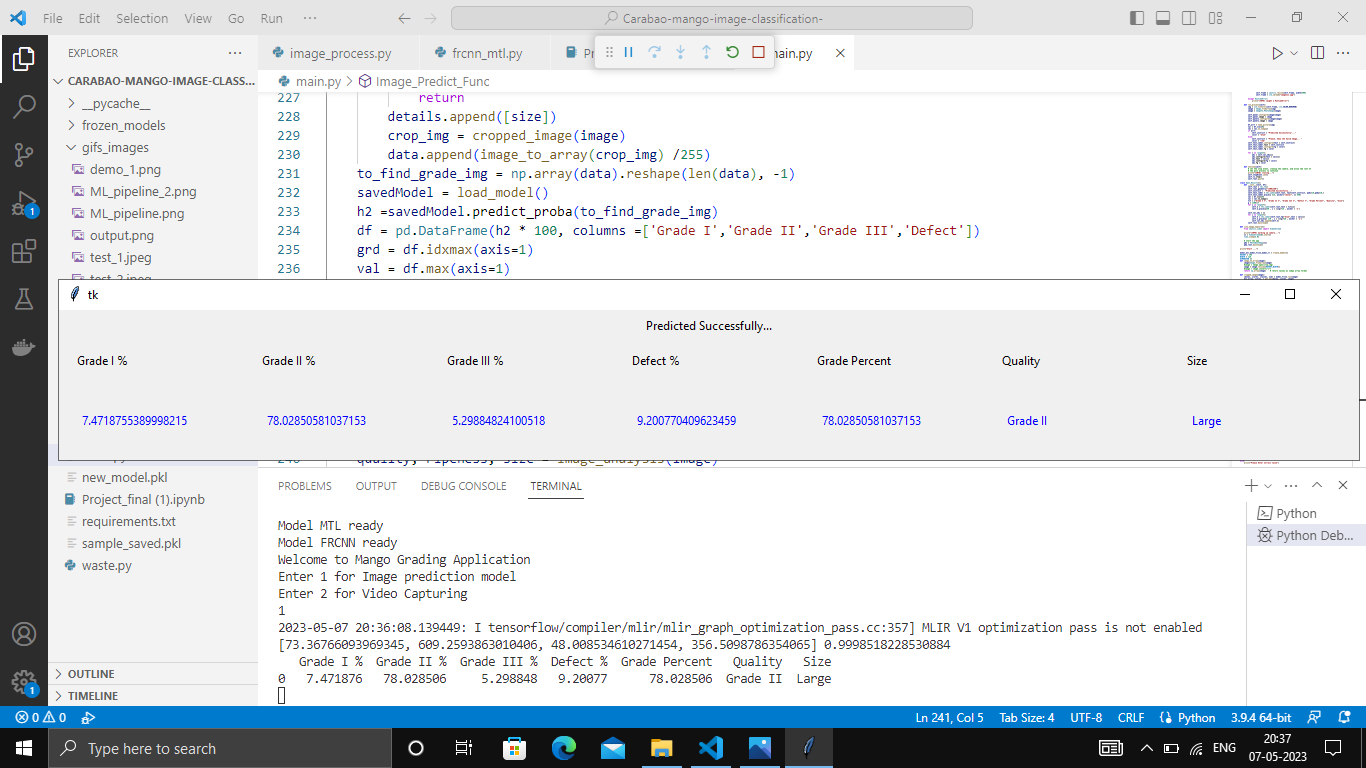 File Edit Selection View Go Run ··· Carabao-mango-image-classification-
EXPLORER ···
CARABAO-MANGO-IMAGE-CLASS...
__pycache__
frozen_models
gifs_images
demo_1.png
ML_pipeline_2.png
ML_pipeline.png
output.png
test_1.jpeg
test_2.jpeg
new_model.pkl
Project_final (1).ipynb
requirements.txt
sample_saved.pkl
waste.py
OUTLINE
TIMELINE
image_process.py frcnn_mtl.py main.py
main.py > Image_Predict_Func
227 return
228 details.append([size])
229 crop_img = cropped_image(image)
230 data.append(image_to_array(crop_img) /255)
231 to_find_grade_img = np.array(data).reshape(len(data), -1)
232 savedModel = load_model()
233 h2 =savedModel.predict_proba(to_find_grade_img)
234 df = pd.DataFrame(h2 * 100, columns =['Grade I','Grade II','Grade III','Defect'])
235 grd = df.idxmax(axis=1)
236 val = df.max(axis=1)
tk
Predicted Successfully...
Grade I % Grade II % Grade III % Defect % Grade Percent Quality Size
7.4718755389998215 78.02850581037153 5.29884824100518 9.200770409623459 78.02850581037153 Grade II Large
quality, ripeness, size = image_analysis(image)
PROBLEMS OUTPUT DEBUG CONSOLE TERMINAL
Model MTL ready
Model FRCNN ready
Welcome to Mango Grading Application
Enter 1 for Image prediction model
Enter 2 for Video Capturing
1
2023-05-07 20:36:08.139449: I tensorflow/compiler/mlir/mlir_graph_optimization_pass.cc:357] MLIR V1 optimization pass is not enabled
[73.36766093969345, 609.2593863010406, 48.008534610271454, 356.5098786354065] 0.9998518228530884
Grade I % Grade II % Grade III % Defect % Grade Percent Quality Size
0 7.471876 78.028506 5.298848 9.20077 78.028506 Grade II Large
Python
Python Deb...
0 0 Ln 241, Col 5 Tab Size: 4 UTF-8 CRLF Python 3.9.4 64-bit
Type here to search
ENG
20:37
07-05-2023